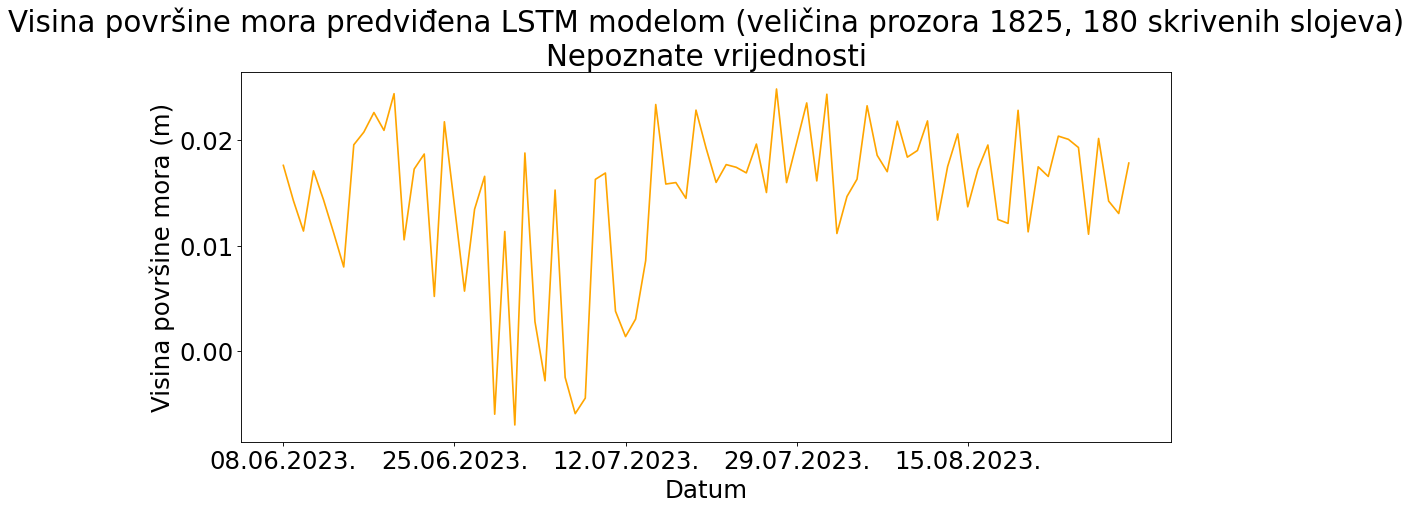 Visina površine mora predviđena LSTM modelom (veličina prozora 1825, 180 skrivenih slojeva)
Nepoznate vrijednosti
Visina površine mora (m)
0.02
0.01
0.00
08.06.2023. 25.06.2023. 12.07.2023. 29.07.2023. 15.08.2023.
Datum